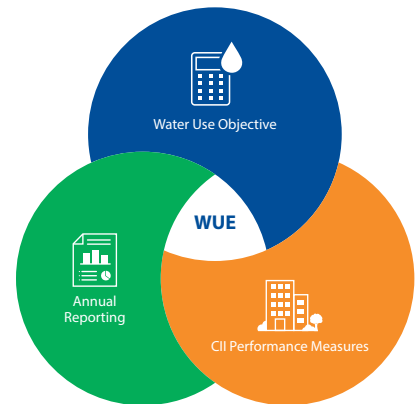 Water Use Objective
WUE
Annual
Reporting
CII Performance Measures